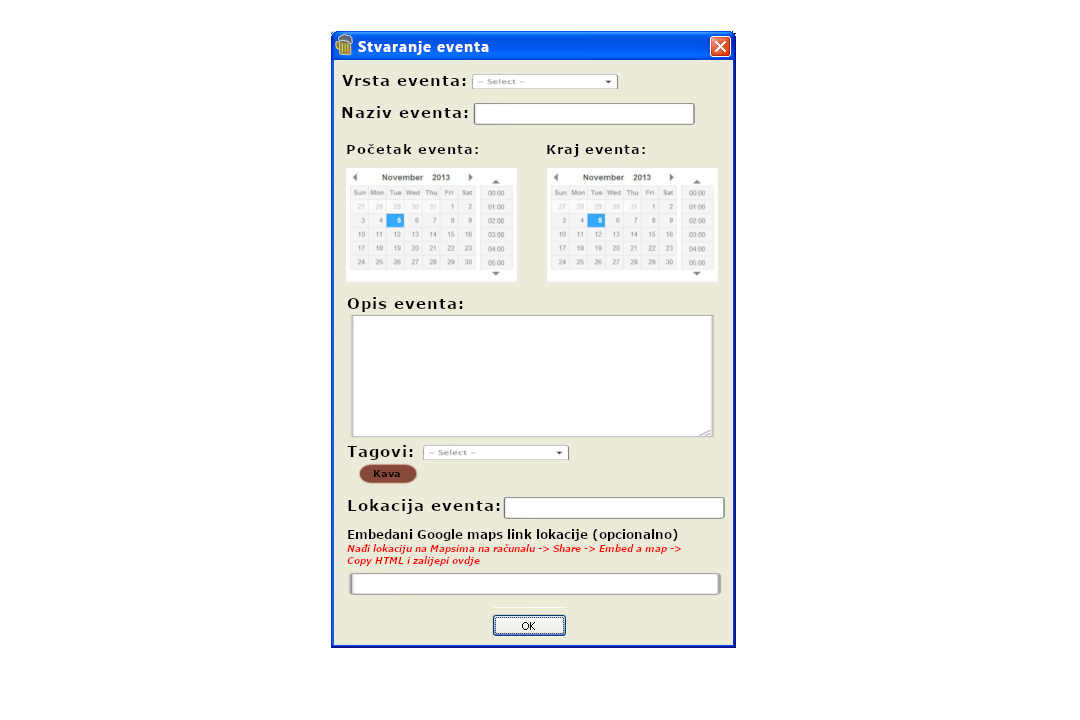 Stvaranje eventa
Vrsta eventa: -- Select --
Naziv eventa:
Početak eventa:
November 2013
Sun Mon Tue Wed Thu Fri Sat 00:00
27 28 29 30 31 1 2 01:00
3 4 5 6 7 8 9 02:00
10 11 12 13 14 15 16 03:00
17 18 19 20 21 22 23 04:00
24 25 26 27 28 29 30 05:00
Kraj eventa:
November 2013
Sun Mon Tue Wed Thu Fri Sat 00:00
27 28 29 30 31 1 2 01:00
3 4 5 6 7 8 9 02:00
10 11 12 13 14 15 16 03:00
17 18 19 20 21 22 23 04:00
24 25 26 27 28 29 30 05:00
Opis eventa:
Tagovi: -- Select --
Kava
Lokacija eventa:
Embedani Google maps link lokacije (opcionalno)
Nađi lokaciju na Mapsima na računalu -> Share -> Embed a map ->
Copy HTML i zalijepi ovdje
OK